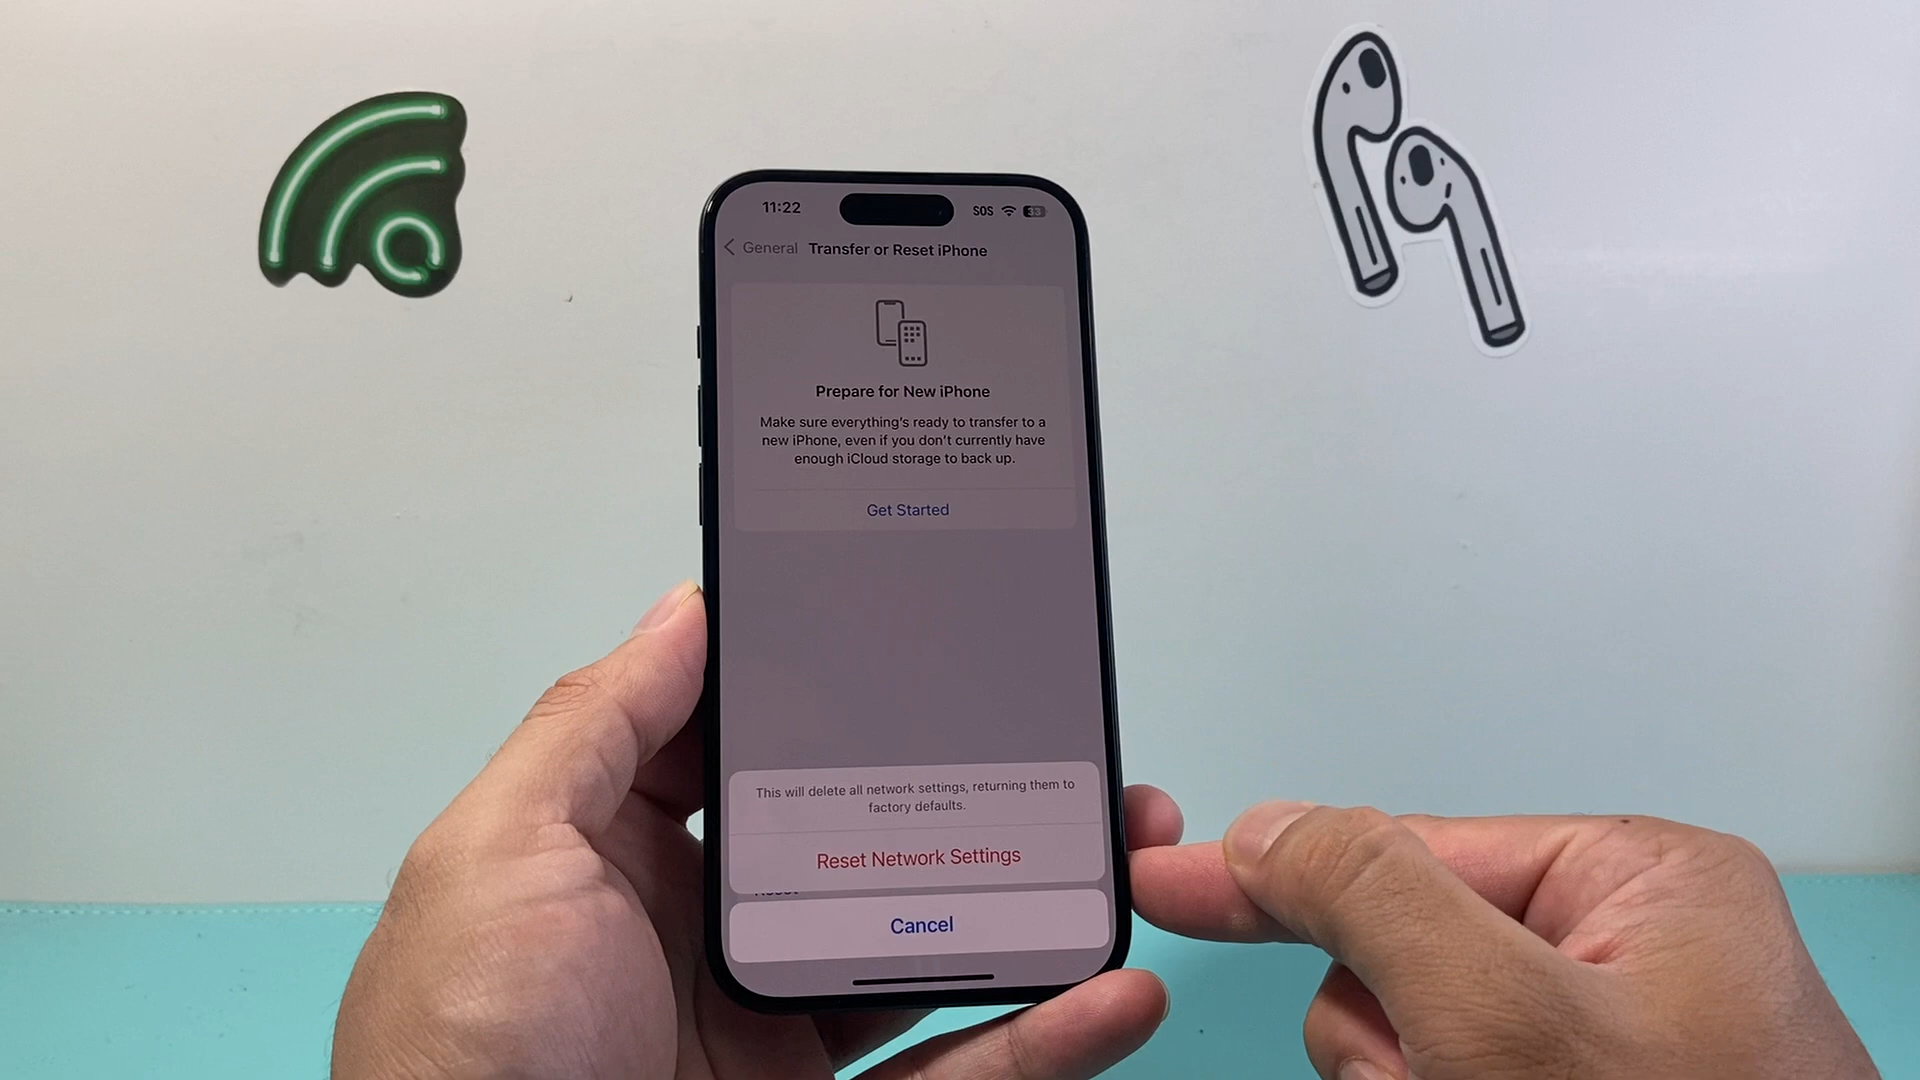 11:22
SOS 33
General Transfer or Reset iPhone
Prepare for New iPhone
Make sure everything's ready to transfer to a
new iPhone, even if you don't currently have
enough iCloud storage to back up.
Get Started
This will delete all network settings, returning them to
factory defaults.
Reset Network Settings
Reset
Cancel